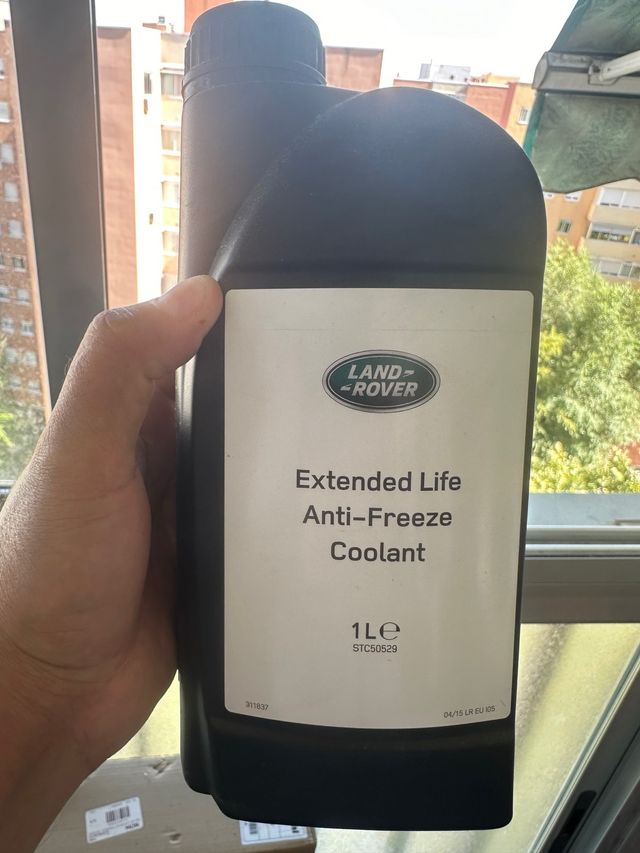 LAND-
-ROVER
Extended Life
Anti-Freeze
Coolant
1L℮
STC50529
311837
04/15 LR EU I05